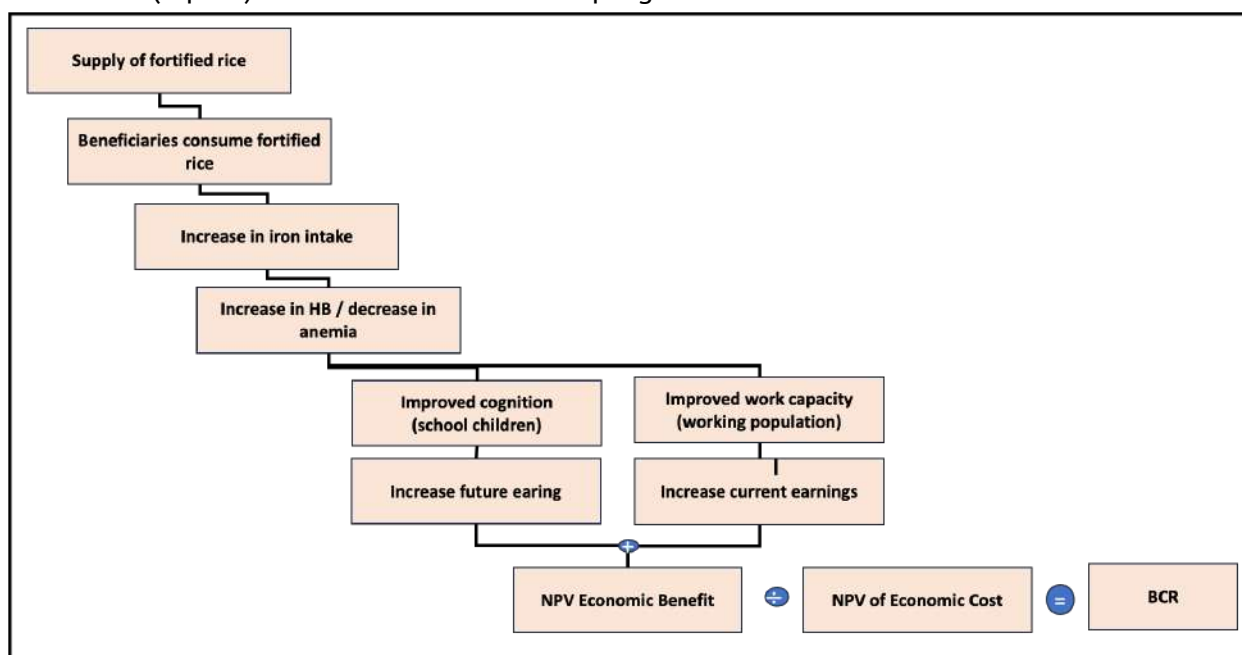 Supply of fortified rice
Beneficiaries consume fortified
rice
Increase in iron intake
Increase in HB / decrease in
anemia
Improved cognition
(school children)
Improved work capacity
(working population)
Increase future earing
Increase current earnings
+
NPV Economic Benefit
÷
NPV of Economic Cost
=
BCR